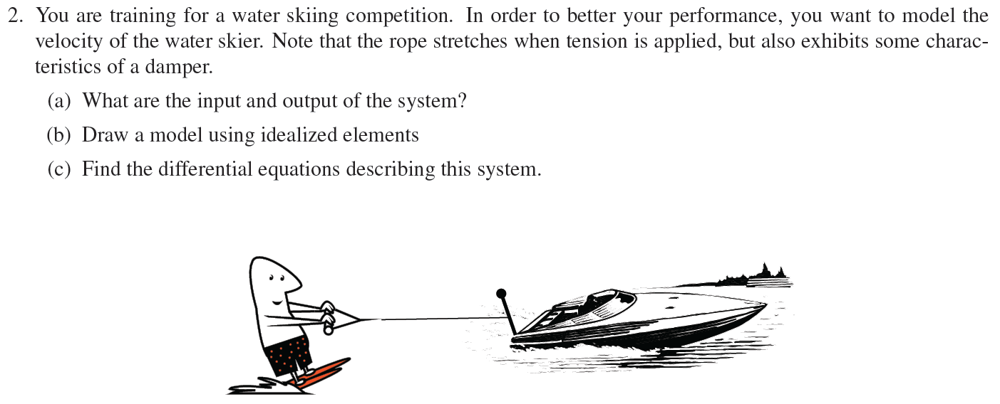 2. You are training for a water skiing competition. In order to better your performance, you want to model the
velocity of the water skier. Note that the rope stretches when tension is applied, but also exhibits some charac-
teristics of a damper.
(a) What are the input and output of the system?
(b) Draw a model using idealized elements
(c) Find the differential equations describing this system.